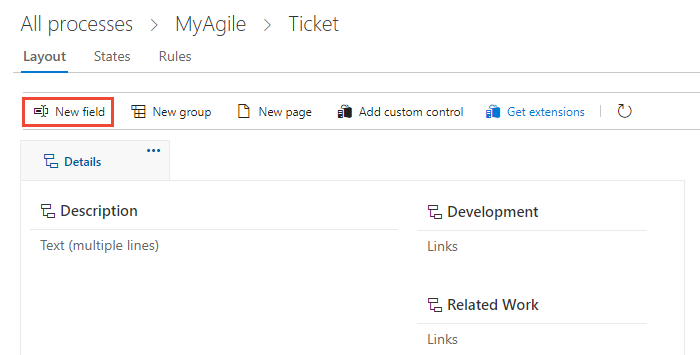 All processes > MyAgile > Ticket
Layout States Rules
New field New group New page Add custom control Get extensions
Details ...
Description
Development
Text (multiple lines)
Links
Related Work
Links